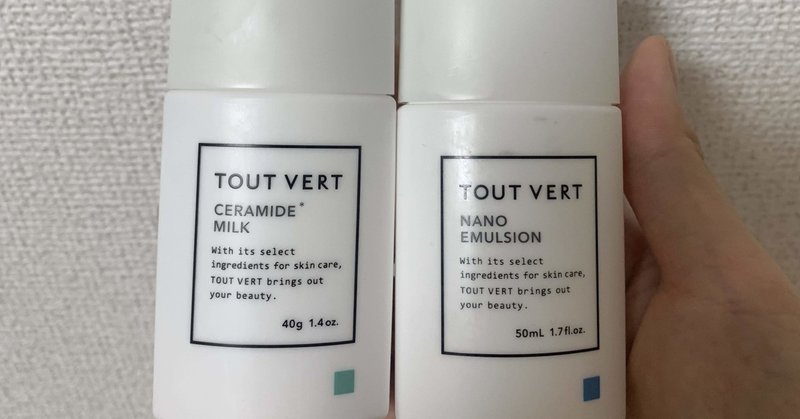 TOUT VERT
CERAMIDE*
MILK
With its select
ingredients for skin care,
TOUT VERT brings out
your beauty.
40g 1.4oz.
TOUT VERT
NANO
EMULSION
With its select
ingredients for skin care,
TOUT VERT brings out
your beauty.
50mL 1.7fl.oz.